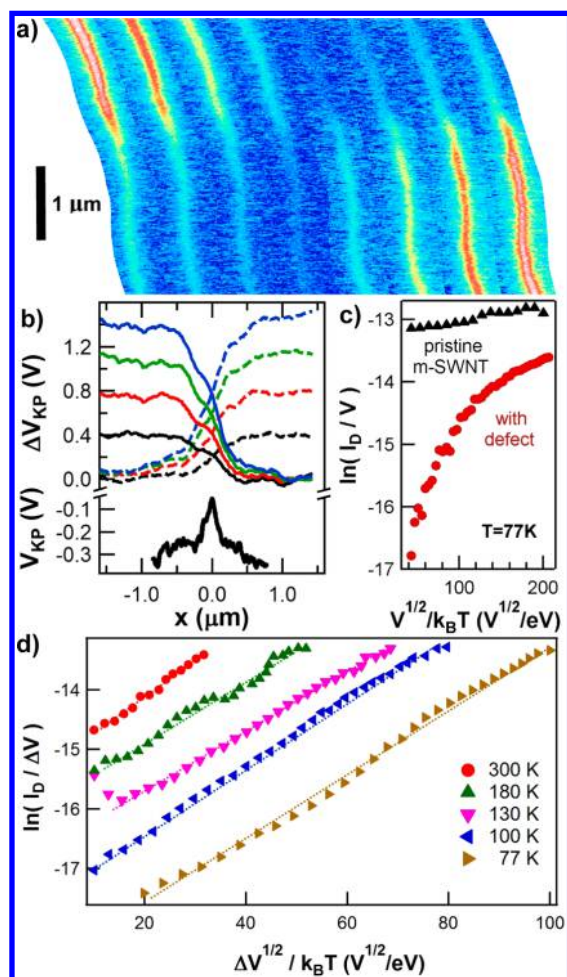 a)
1 μm
b)
ΔV_KP (V)
1.2
0.8
0.4
0.0
V_KP (V)
-0.1
-0.2
-0.3
-1.0
0.0
1.0
x (μm)
c)
ln( I_D / V)
-13
-14
-15
-16
-17
pristine
m-SWNT
with
defect
T=77K
100
200
V^1/2/k_BT (V^1/2/eV)
d)
ln( I_D / ΔV)
-14
-15
-16
-17
300 K
180 K
130 K
100 K
77 K
20
40
60
80
100
ΔV^1/2 / k_BT (V^1/2/eV)